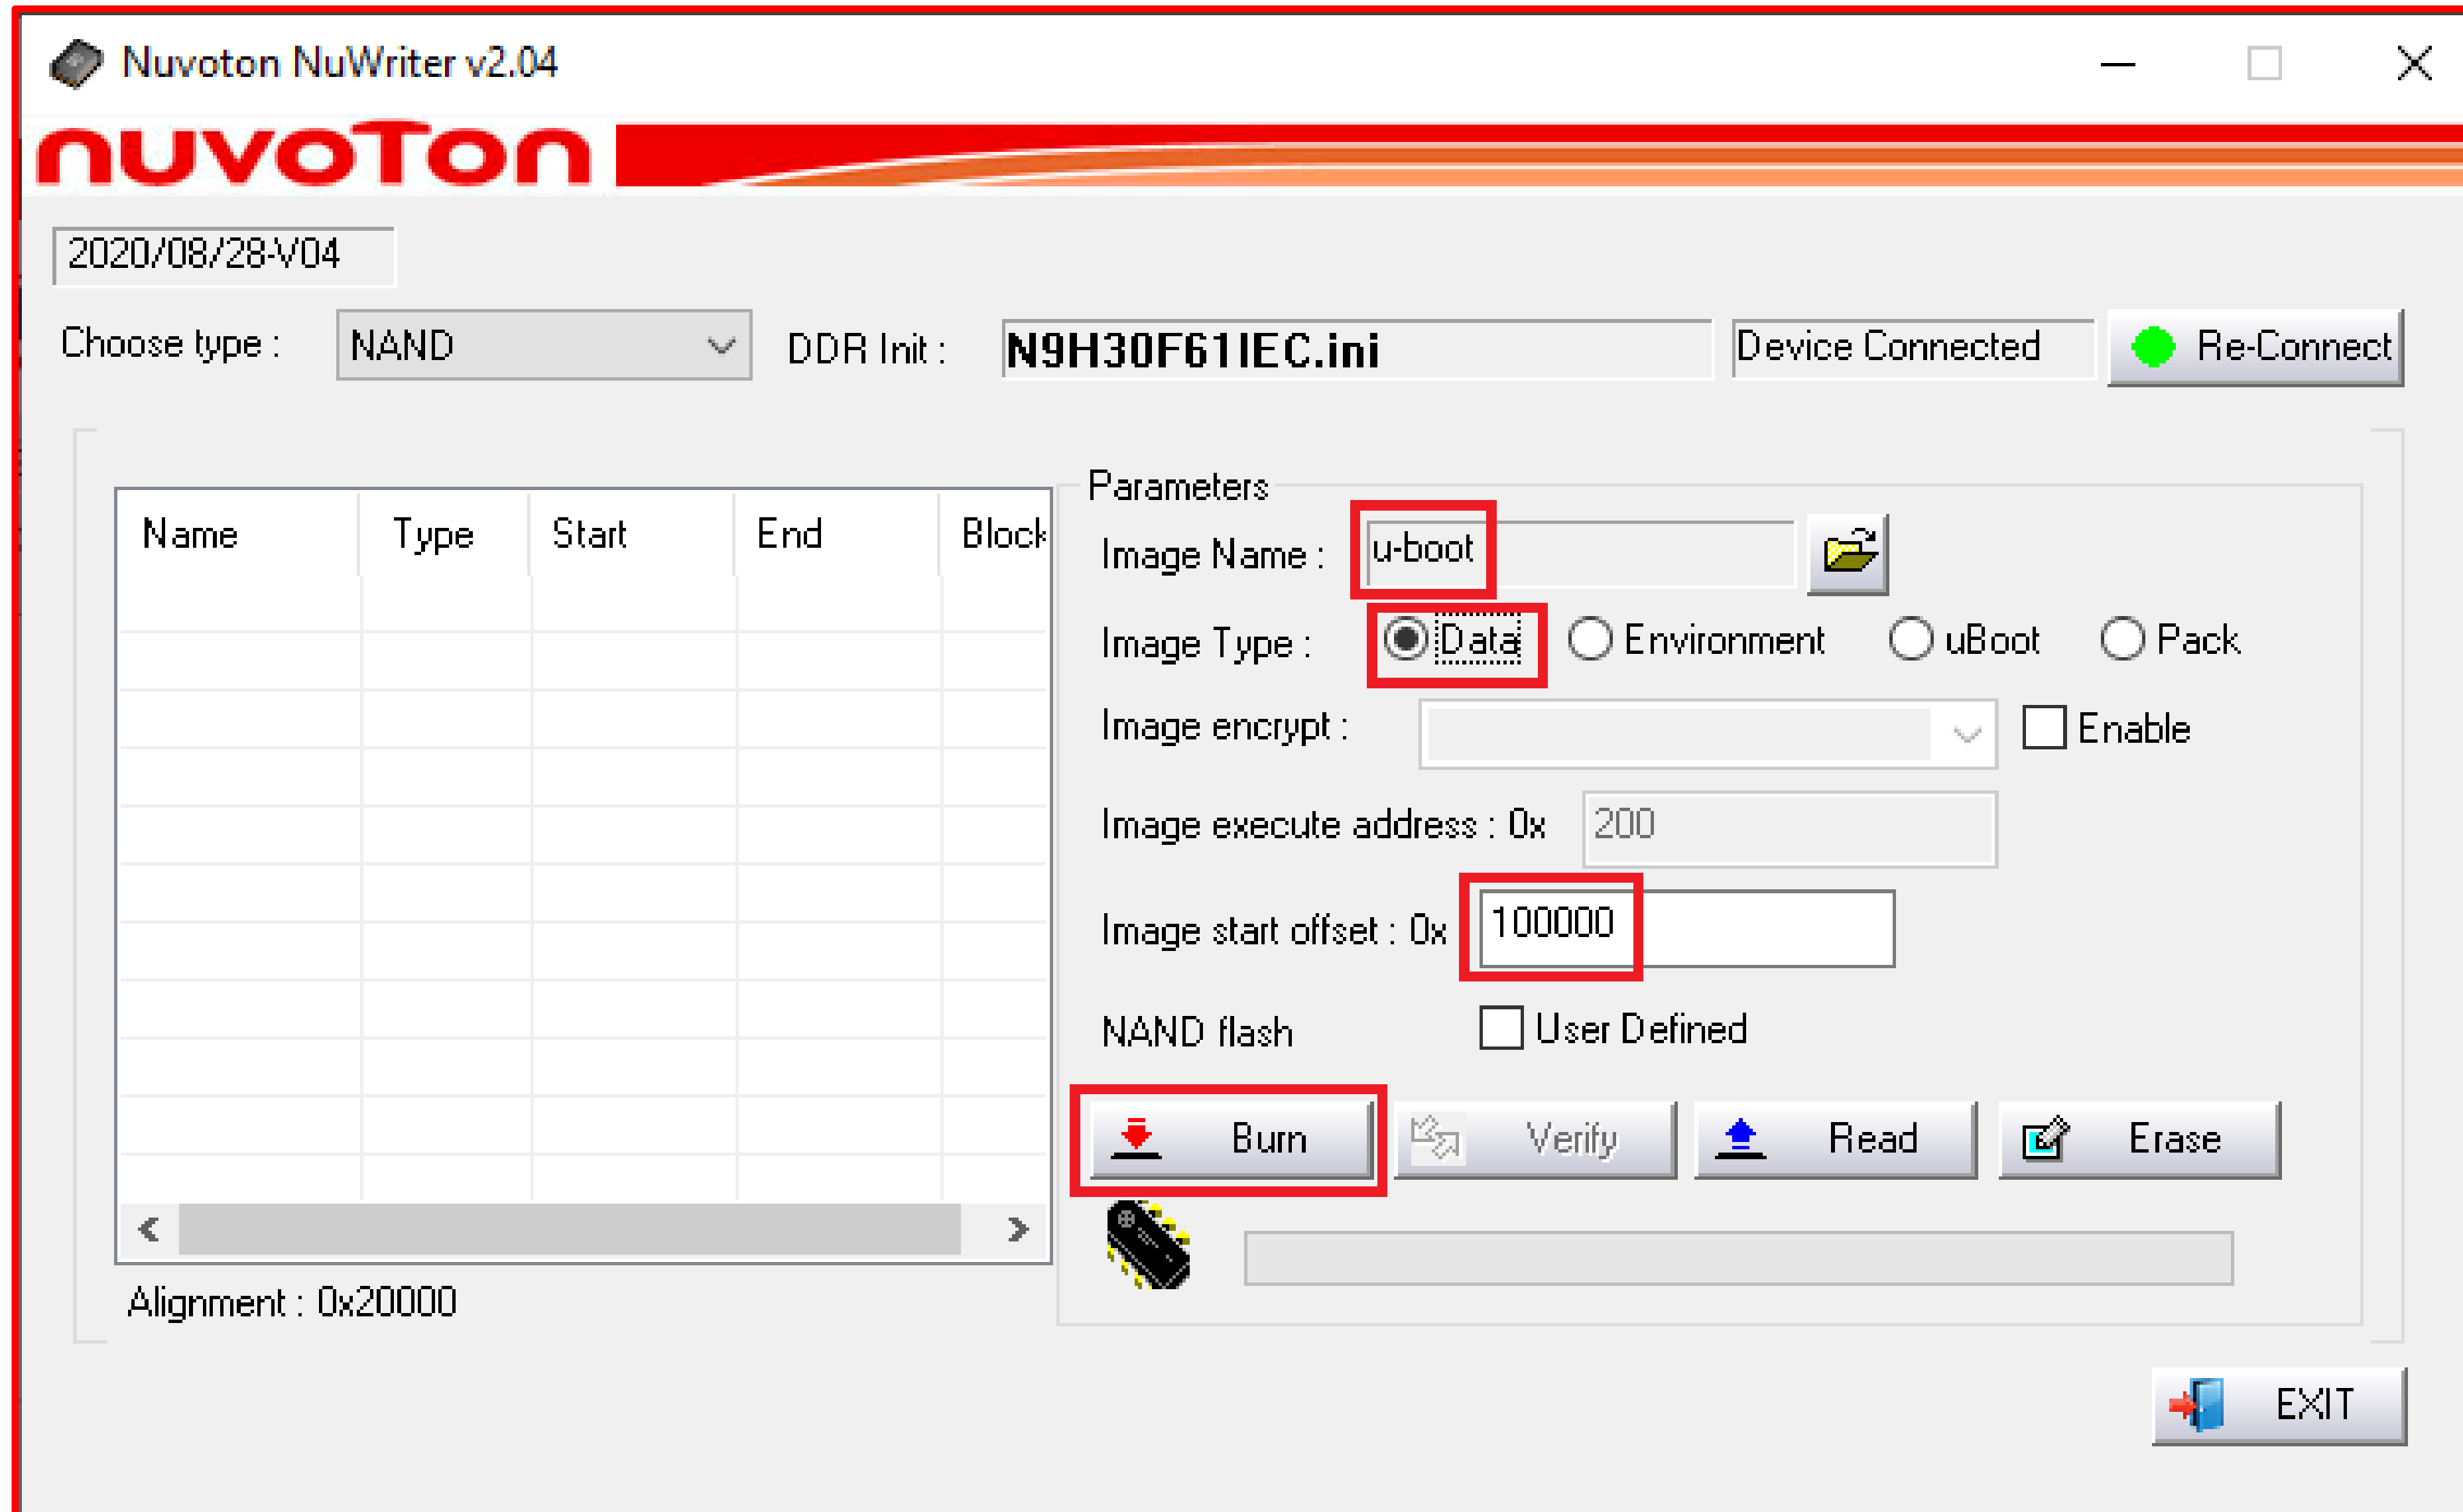 Nuvoton NuWriter v2.04
nuvoTon
2020/08/28-V04
Choose type : NAND DDR Init : N9H30F61IEC.ini Device Connected Re-Connect
Parameters
Name Type Start End Block
Image Name : u-boot
Image Type : Data Environment uBoot Pack
Image encrypt : Enable
Image execute address : 0x 200
Image start offset : 0x 100000
NAND flash User Defined
Burn Verify Read Erase
Alignment : 0x20000
EXIT